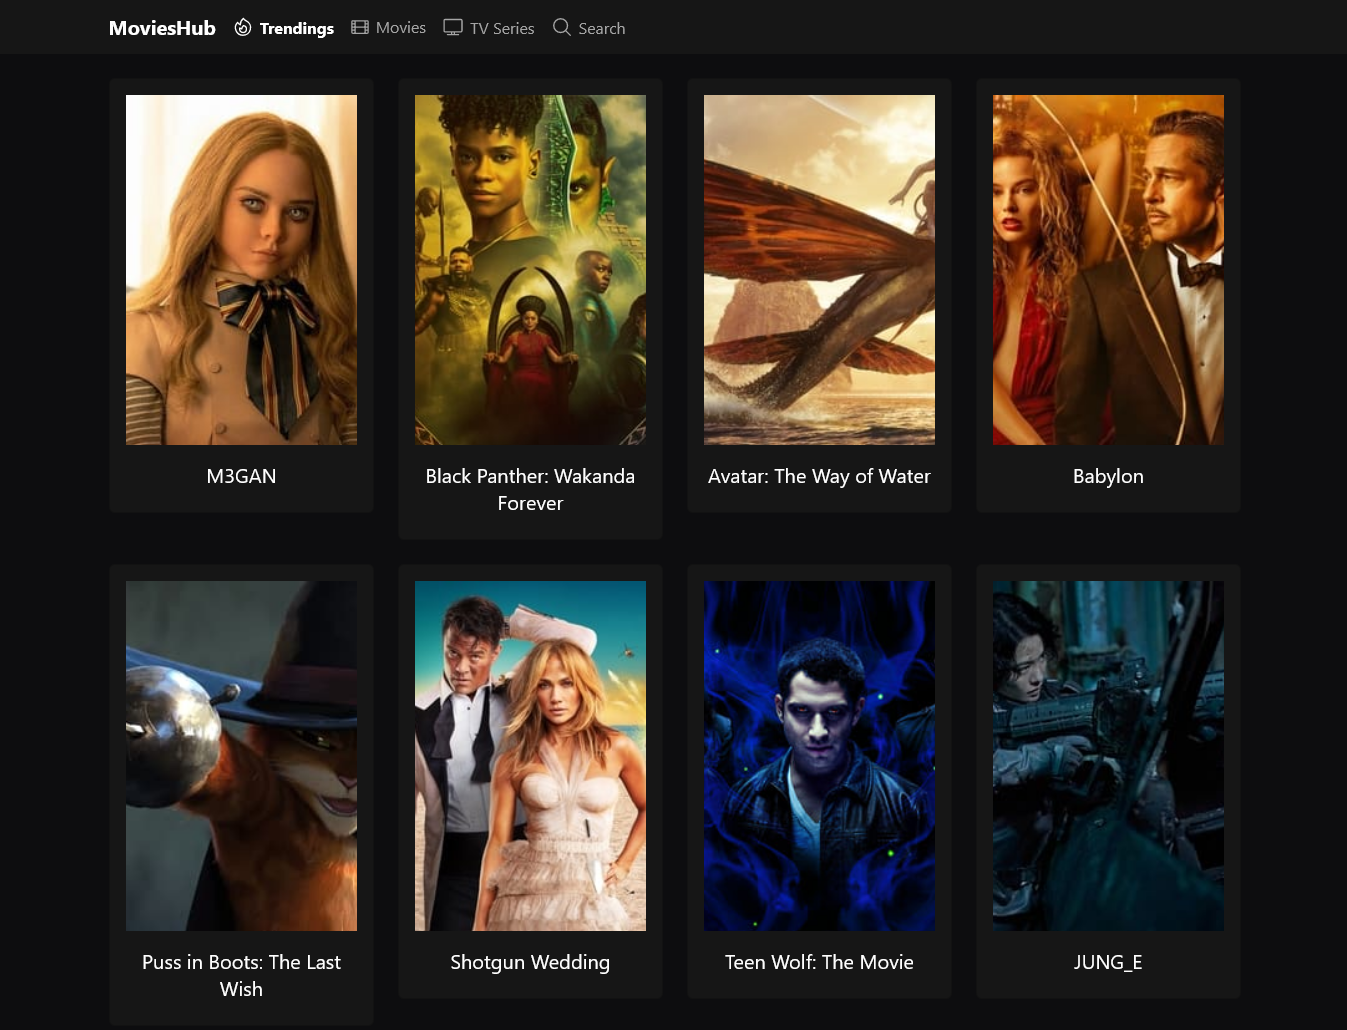 MoviesHub Trendings Movies TV Series Search
M3GAN
Black Panther: Wakanda
Forever
Avatar: The Way of Water
Babylon
Puss in Boots: The Last
Wish
Shotgun Wedding
Teen Wolf: The Movie
JUNG_E